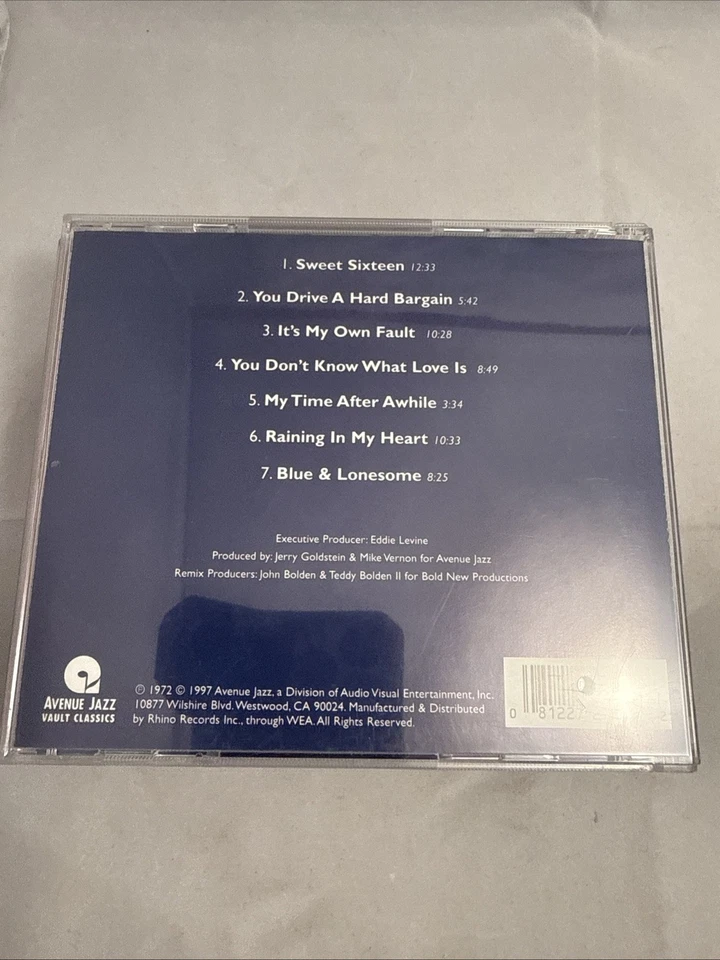 1. Sweet Sixteen 12:33
2. You Drive A Hard Bargain 5:42
3. It's My Own Fault 10:28
4. You Don't Know What Love Is 8:49
5. My Time After Awhile 3:34
6. Raining In My Heart 10:33
7. Blue & Lonesome 8:25
Executive Producer: Eddie Levine
Produced by: Jerry Goldstein & Mike Vernon for Avenue Jazz
Remix Producers: John Bolden & Teddy Bolden II for Bold New Productions
AVENUE JAZZ
VAULT CLASSICS
℗ 1972 © 1997 Avenue Jazz, a Division of Audio Visual Entertainment, Inc.
10877 Wilshire Blvd. Westwood, CA 90024. Manufactured & Distributed
by Rhino Records Inc., through WEA. All Rights Reserved.
0 8122 2